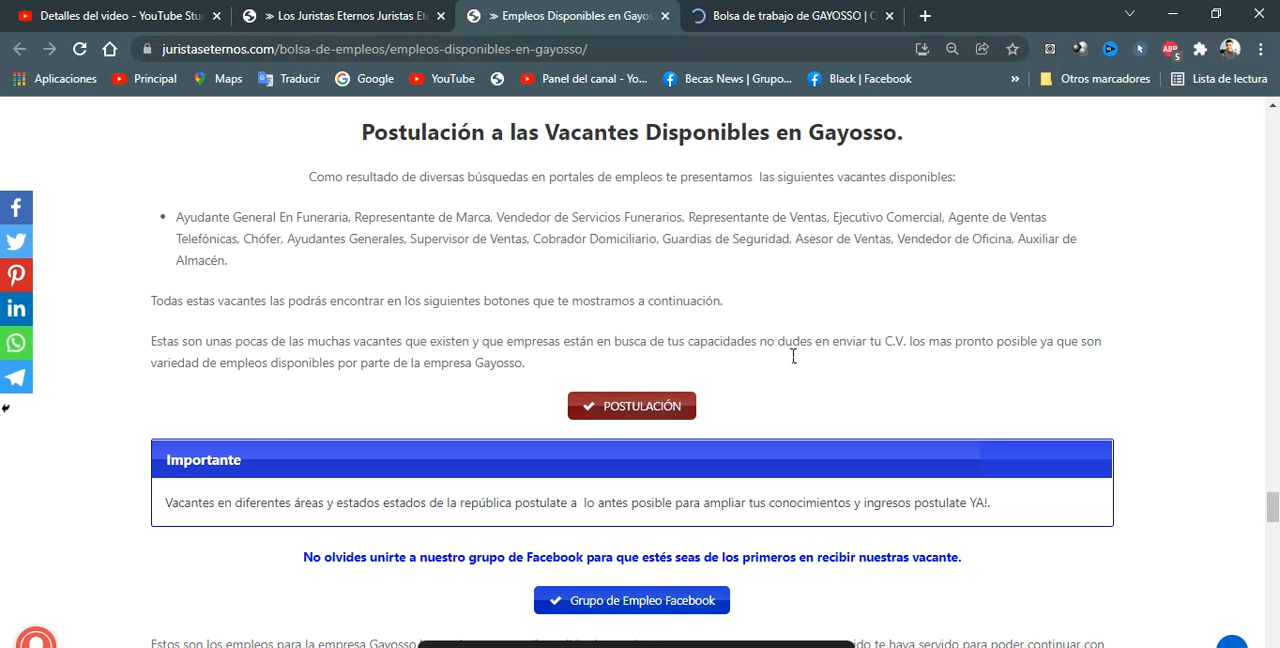 Detalles del video - YouTube Stu
» Los Juristas Eternos Juristas Et
» Empleos Disponibles en Gayos
Bolsa de trabajo de GAYOSSO | C
juristaseternos.com/bolsa-de-empleos/empleos-disponibles-en-gayosso/
ABP
5
Aplicaciones
Principal
Maps
Traducir
Google
YouTube
Panel del canal - Yo...
Becas News | Grupo...
Black | Facebook
»
Otros marcadores
Lista de lectura
Postulación a las Vacantes Disponibles en Gayosso.
Como resultado de diversas búsquedas en portales de empleos te presentamos las siguientes vacantes disponibles:
• Ayudante General En Funeraria, Representante de Marca, Vendedor de Servicios Funerarios, Representante de Ventas, Ejecutivo Comercial, Agente de Ventas
Telefónicas, Chófer, Ayudantes Generales, Supervisor de Ventas, Cobrador Domiciliario, Guardias de Seguridad, Asesor de Ventas, Vendedor de Oficina, Auxiliar de
Almacén.
Todas estas vacantes las podrás encontrar en los siguientes botones que te mostramos a continuación.
Estas son unas pocas de las muchas vacantes que existen y que empresas están en busca de tus capacidades no dudes en enviar tu C.V. los mas pronto posible ya que son
variedad de empleos disponibles por parte de la empresa Gayosso.
POSTULACIÓN
Importante
Vacantes en diferentes áreas y estados estados de la república postulate a lo antes posible para ampliar tus conocimientos y ingresos postulate YA!.
No olvides unirte a nuestro grupo de Facebook para que estés seas de los primeros en recibir nuestras vacante.
Grupo de Empleo Facebook
Estos son los empleos para la empresa Gayosso
ido te haya servido para poder continuar con